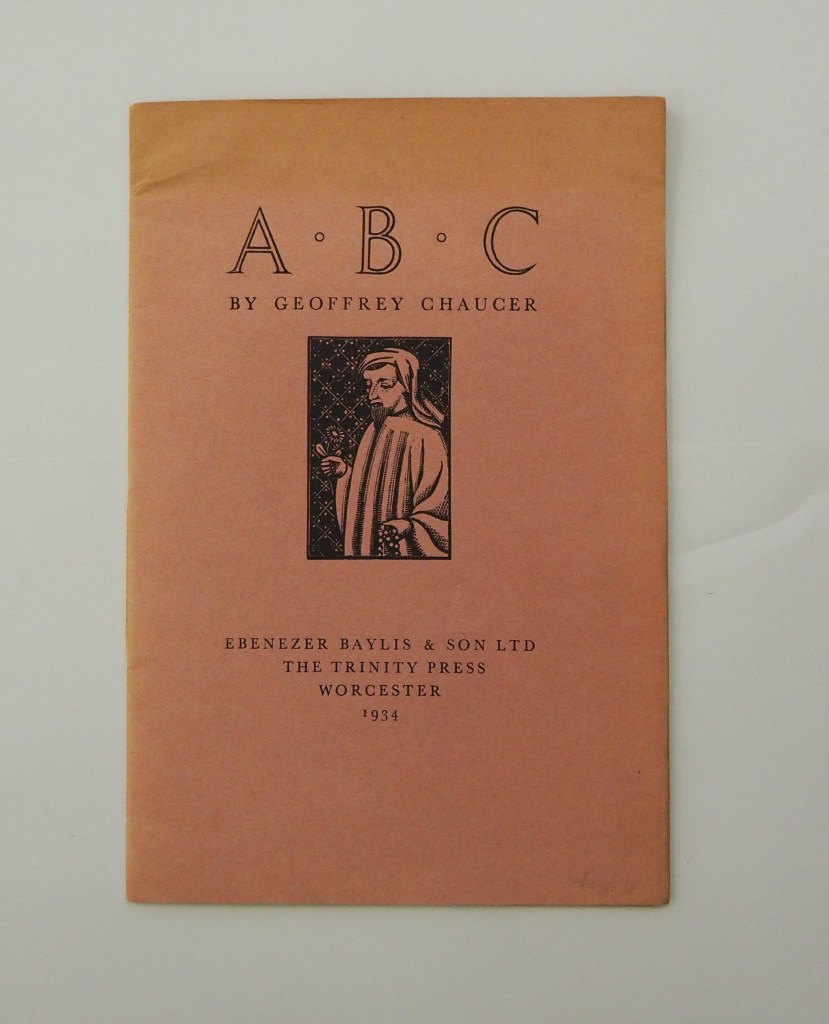 A · B · C
BY GEOFFREY CHAUCER
EBENEZER BAYLIS & SON LTD
THE TRINITY PRESS
WORCESTER
1934